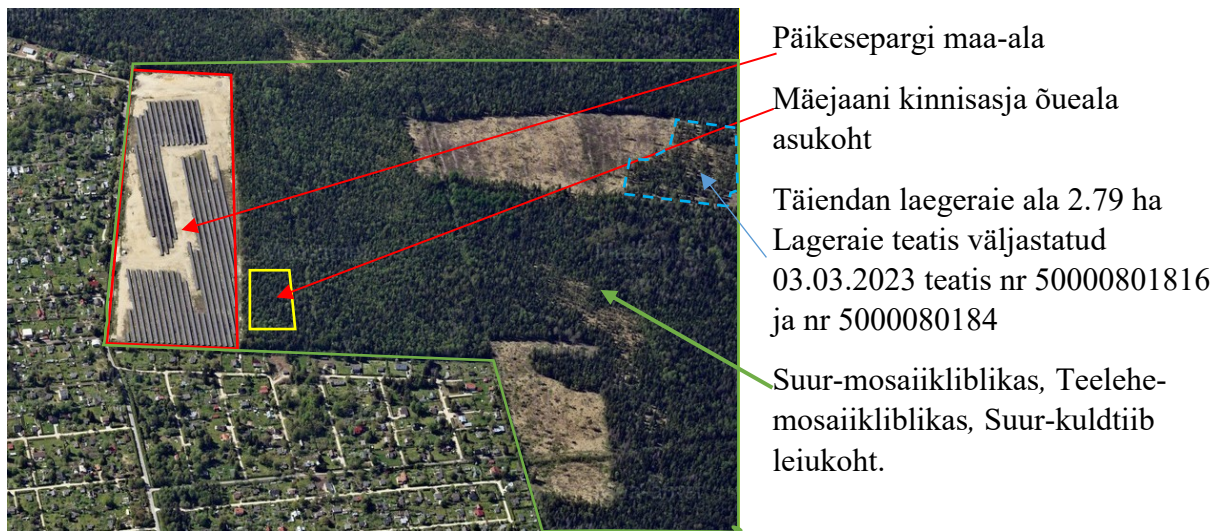 Päikesepargi maa-ala
Mäejaani kinnisasja õueala
asukoht
Täiendan laegeraie ala 2.79 ha
Lageraie teatis väljastatud
03.03.2023 teatis nr 50000801816
ja nr 5000080184
Suur-mosaiikliblikas, Teelehe-
mosaiikliblikas, Suur-kuldtiib
leiukoht.